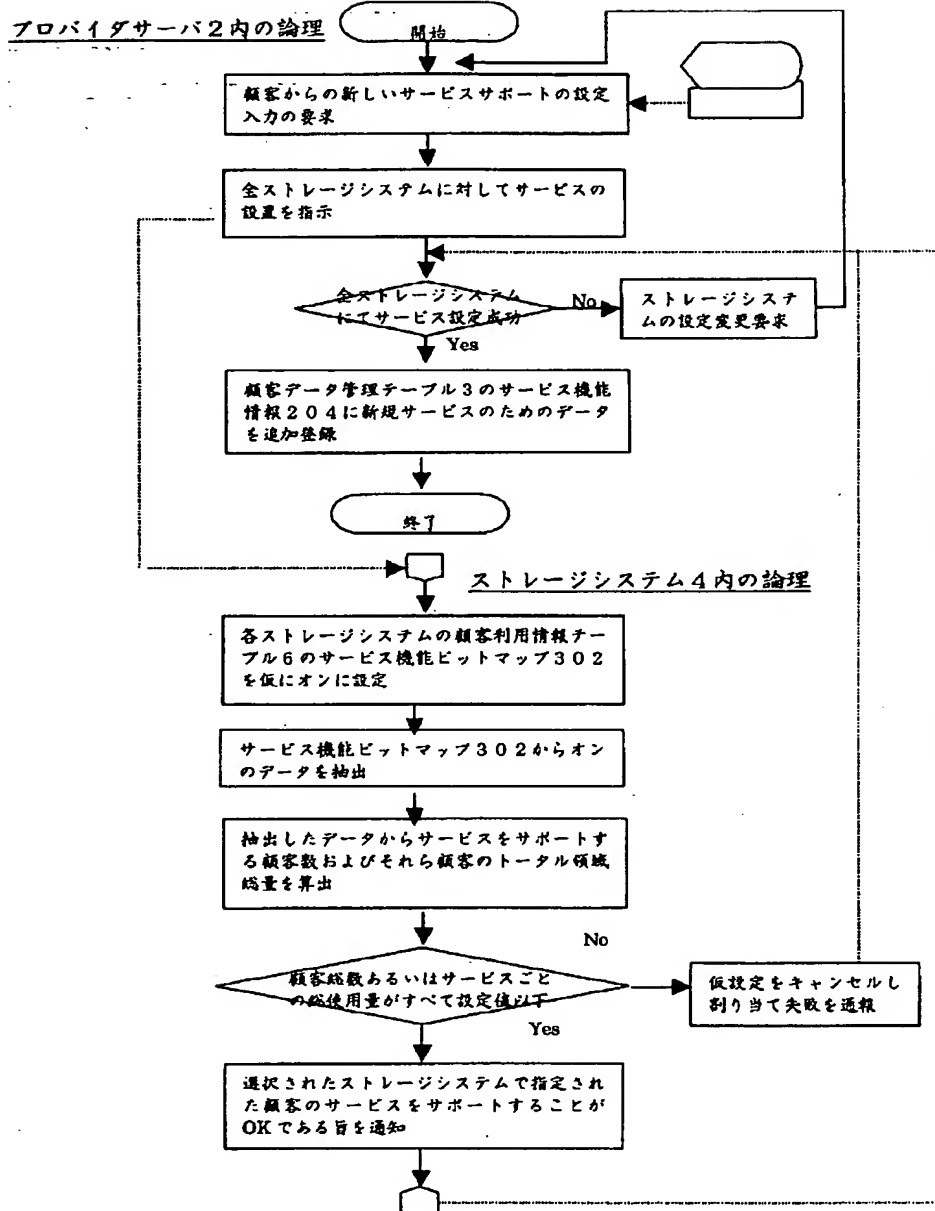 プロバイダサーバ2内の論理
開始
顧客からの新しいサービスサポートの設定
入力の要求
全ストレージシステムに対してサービスの
設置を指示
全ストレージシステム
にてサービス設定成功
No
ストレージシステ
ムの設定変更要求
Yes
顧客データ管理テーブル3のサービス機能
情報204に新規サービスのためのデータ
を追加登録
終了
ストレージシステム4内の論理
各ストレージシステムの顧客利用情報テー
ブル6のサービス機能ビットマップ302
を仮にオンに設定
サービス機能ビットマップ302からオン
のデータを抽出
抽出したデータからサービスをサポートす
る顧客数およびそれら顧客のトータル領域
総量を算出
No
顧客総数あるいはサービスごと
の総使用量がすべて設定値以下
仮設定をキャンセルし
割り当て失敗を通報
Yes
選択されたストレージシステムで指定され
た顧客のサービスをサポートすることが
OKである旨を通知